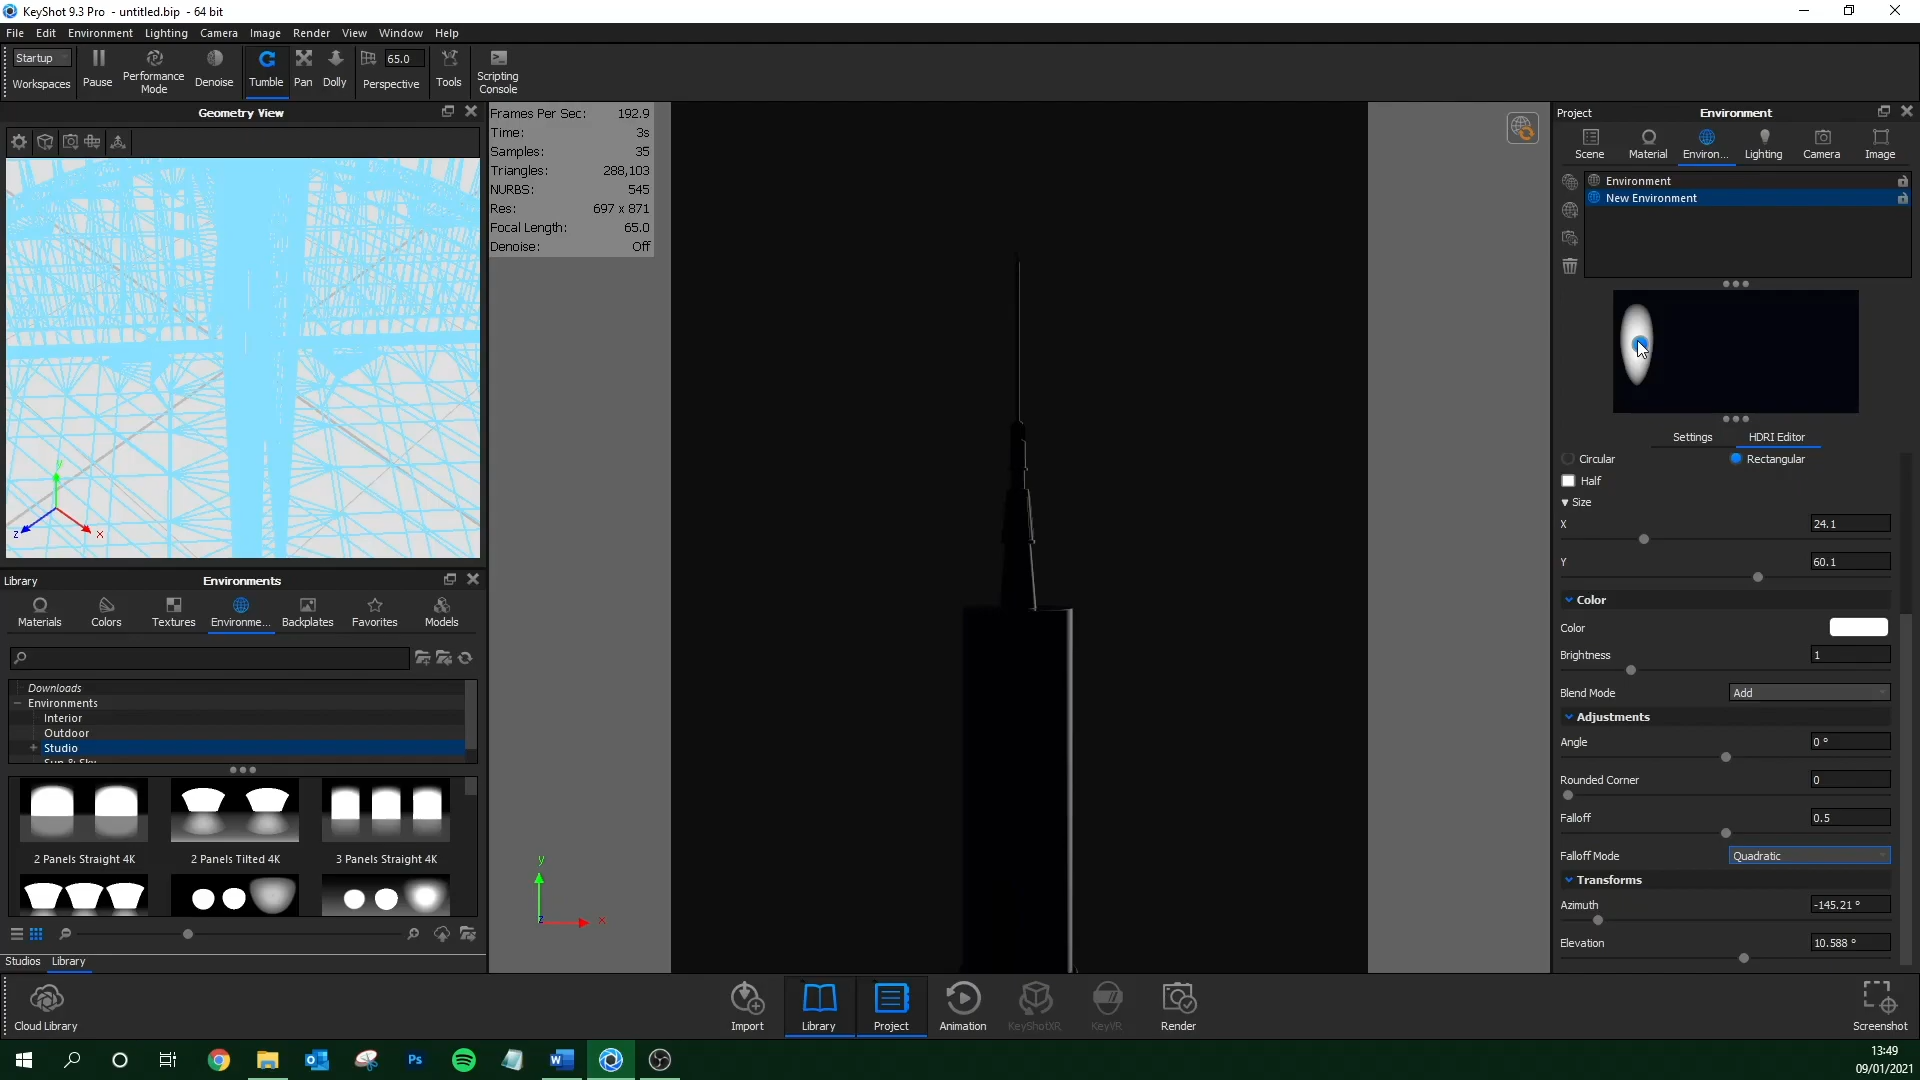 KeyShot 9.3 Pro - untitled.bip - 64 bit
File Edit Environment Lighting Camera Image Render View Window Help
Startup
Workspaces
Pause
Performance
Mode
Denoise
Tumble
Pan
Dolly
65.0
Perspective
Tools
Scripting
Console
Geometry View
y
z
x
Frames Per Sec: 192.9
Time: 3s
Samples: 35
Triangles: 288,103
NURBS: 545
Res: 697 x 871
Focal Length: 65.0
Denoise: Off
y
z
x
Library
Environments
Materials
Colors
Textures
Environme...
Backplates
Favorites
Models
Downloads
Environments
Interior
Outdoor
Studio
Sun & Sky
2 Panels Straight 4K
2 Panels Tilted 4K
3 Panels Straight 4K
Studios
Library
Project
Environment
Scene
Material
Environ...
Lighting
Camera
Image
Environment
New Environment
Settings
HDRI Editor
Circular
Rectangular
Half
Size
X 24.1
Y 60.1
Color
Color
Brightness 1
Blend Mode Add
Adjustments
Angle 0 °
Rounded Corner 0
Falloff 0.5
Falloff Mode Quadratic
Transforms
Azimuth -145.21 °
Elevation 10.588 °
Cloud Library
Import
Library
Project
Animation
KeyShotXR
KeyVR
Render
Screenshot
Ps
13:49
09/01/2021